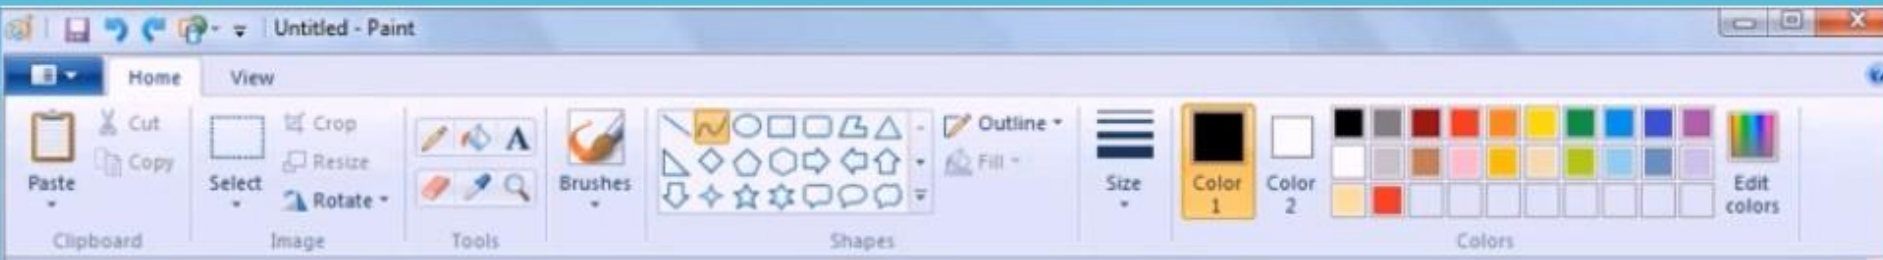 Untitled - Paint
Home View
Paste
Cut
Copy
Clipboard
Select
Crop
Resize
Rotate
Image
A
Tools
Brushes
Shapes
Outline
Fill
Size
Color
1
Color
2
Edit
colors
Colors